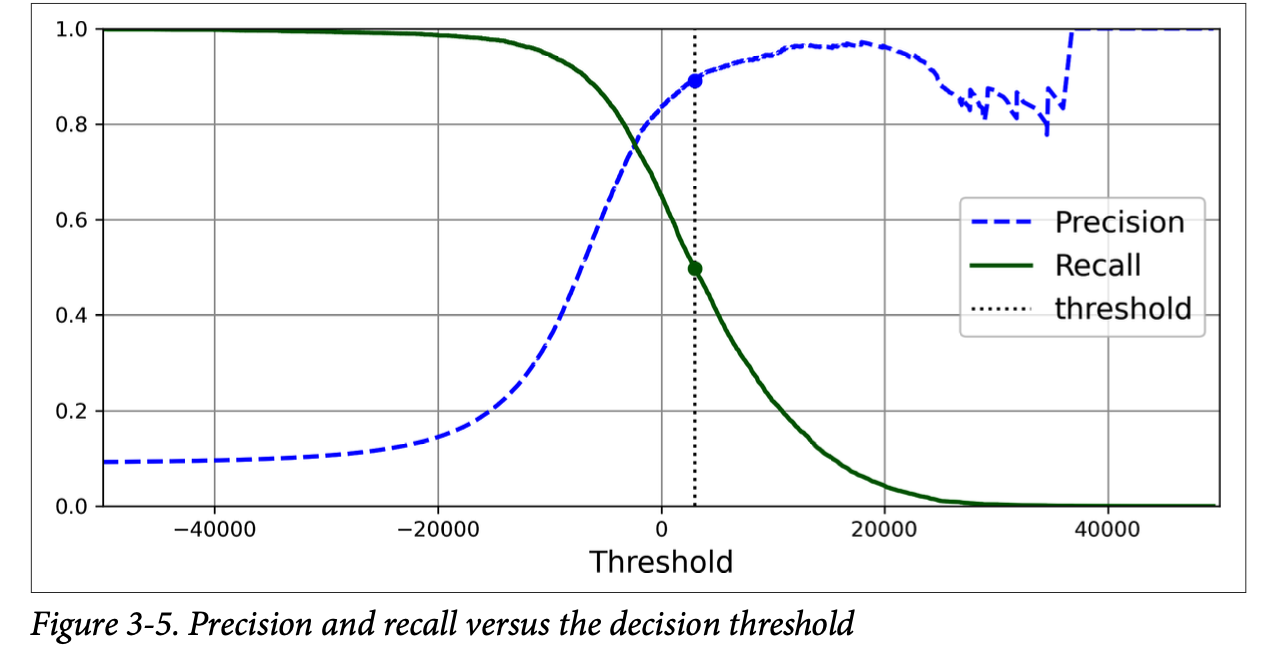 1.0
0.8
0.6
0.4
0.2
0.0
Precision
Recall
threshold
−40000 −20000 0 20000 40000
Threshold
Figure 3-5. Precision and recall versus the decision threshold